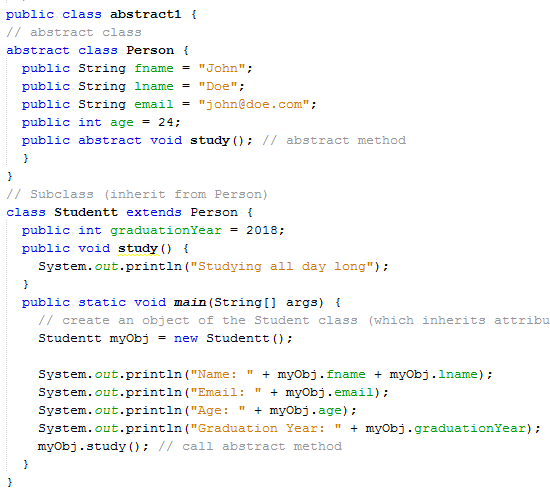 public class abstract1 {
// abstract class
abstract class Person {
  public String fname = "John";
  public String lname = "Doe";
  public String email = "john@doe.com";
  public int age = 24;
  public abstract void study(); // abstract method
  }
}
// Subclass (inherit from Person)
class Studentt extends Person {
  public int graduationYear = 2018;
  public void study() {
    System.out.println("Studying all day long");
  }
  public static void main(String[] args) {
    // create an object of the Student class (which inherits attribu
    Studentt myObj = new Studentt();

    System.out.println("Name: " + myObj.fname + myObj.lname);
    System.out.println("Email: " + myObj.email);
    System.out.println("Age: " + myObj.age);
    System.out.println("Graduation Year: " + myObj.graduationYear);
    myObj.study(); // call abstract method
  }
}